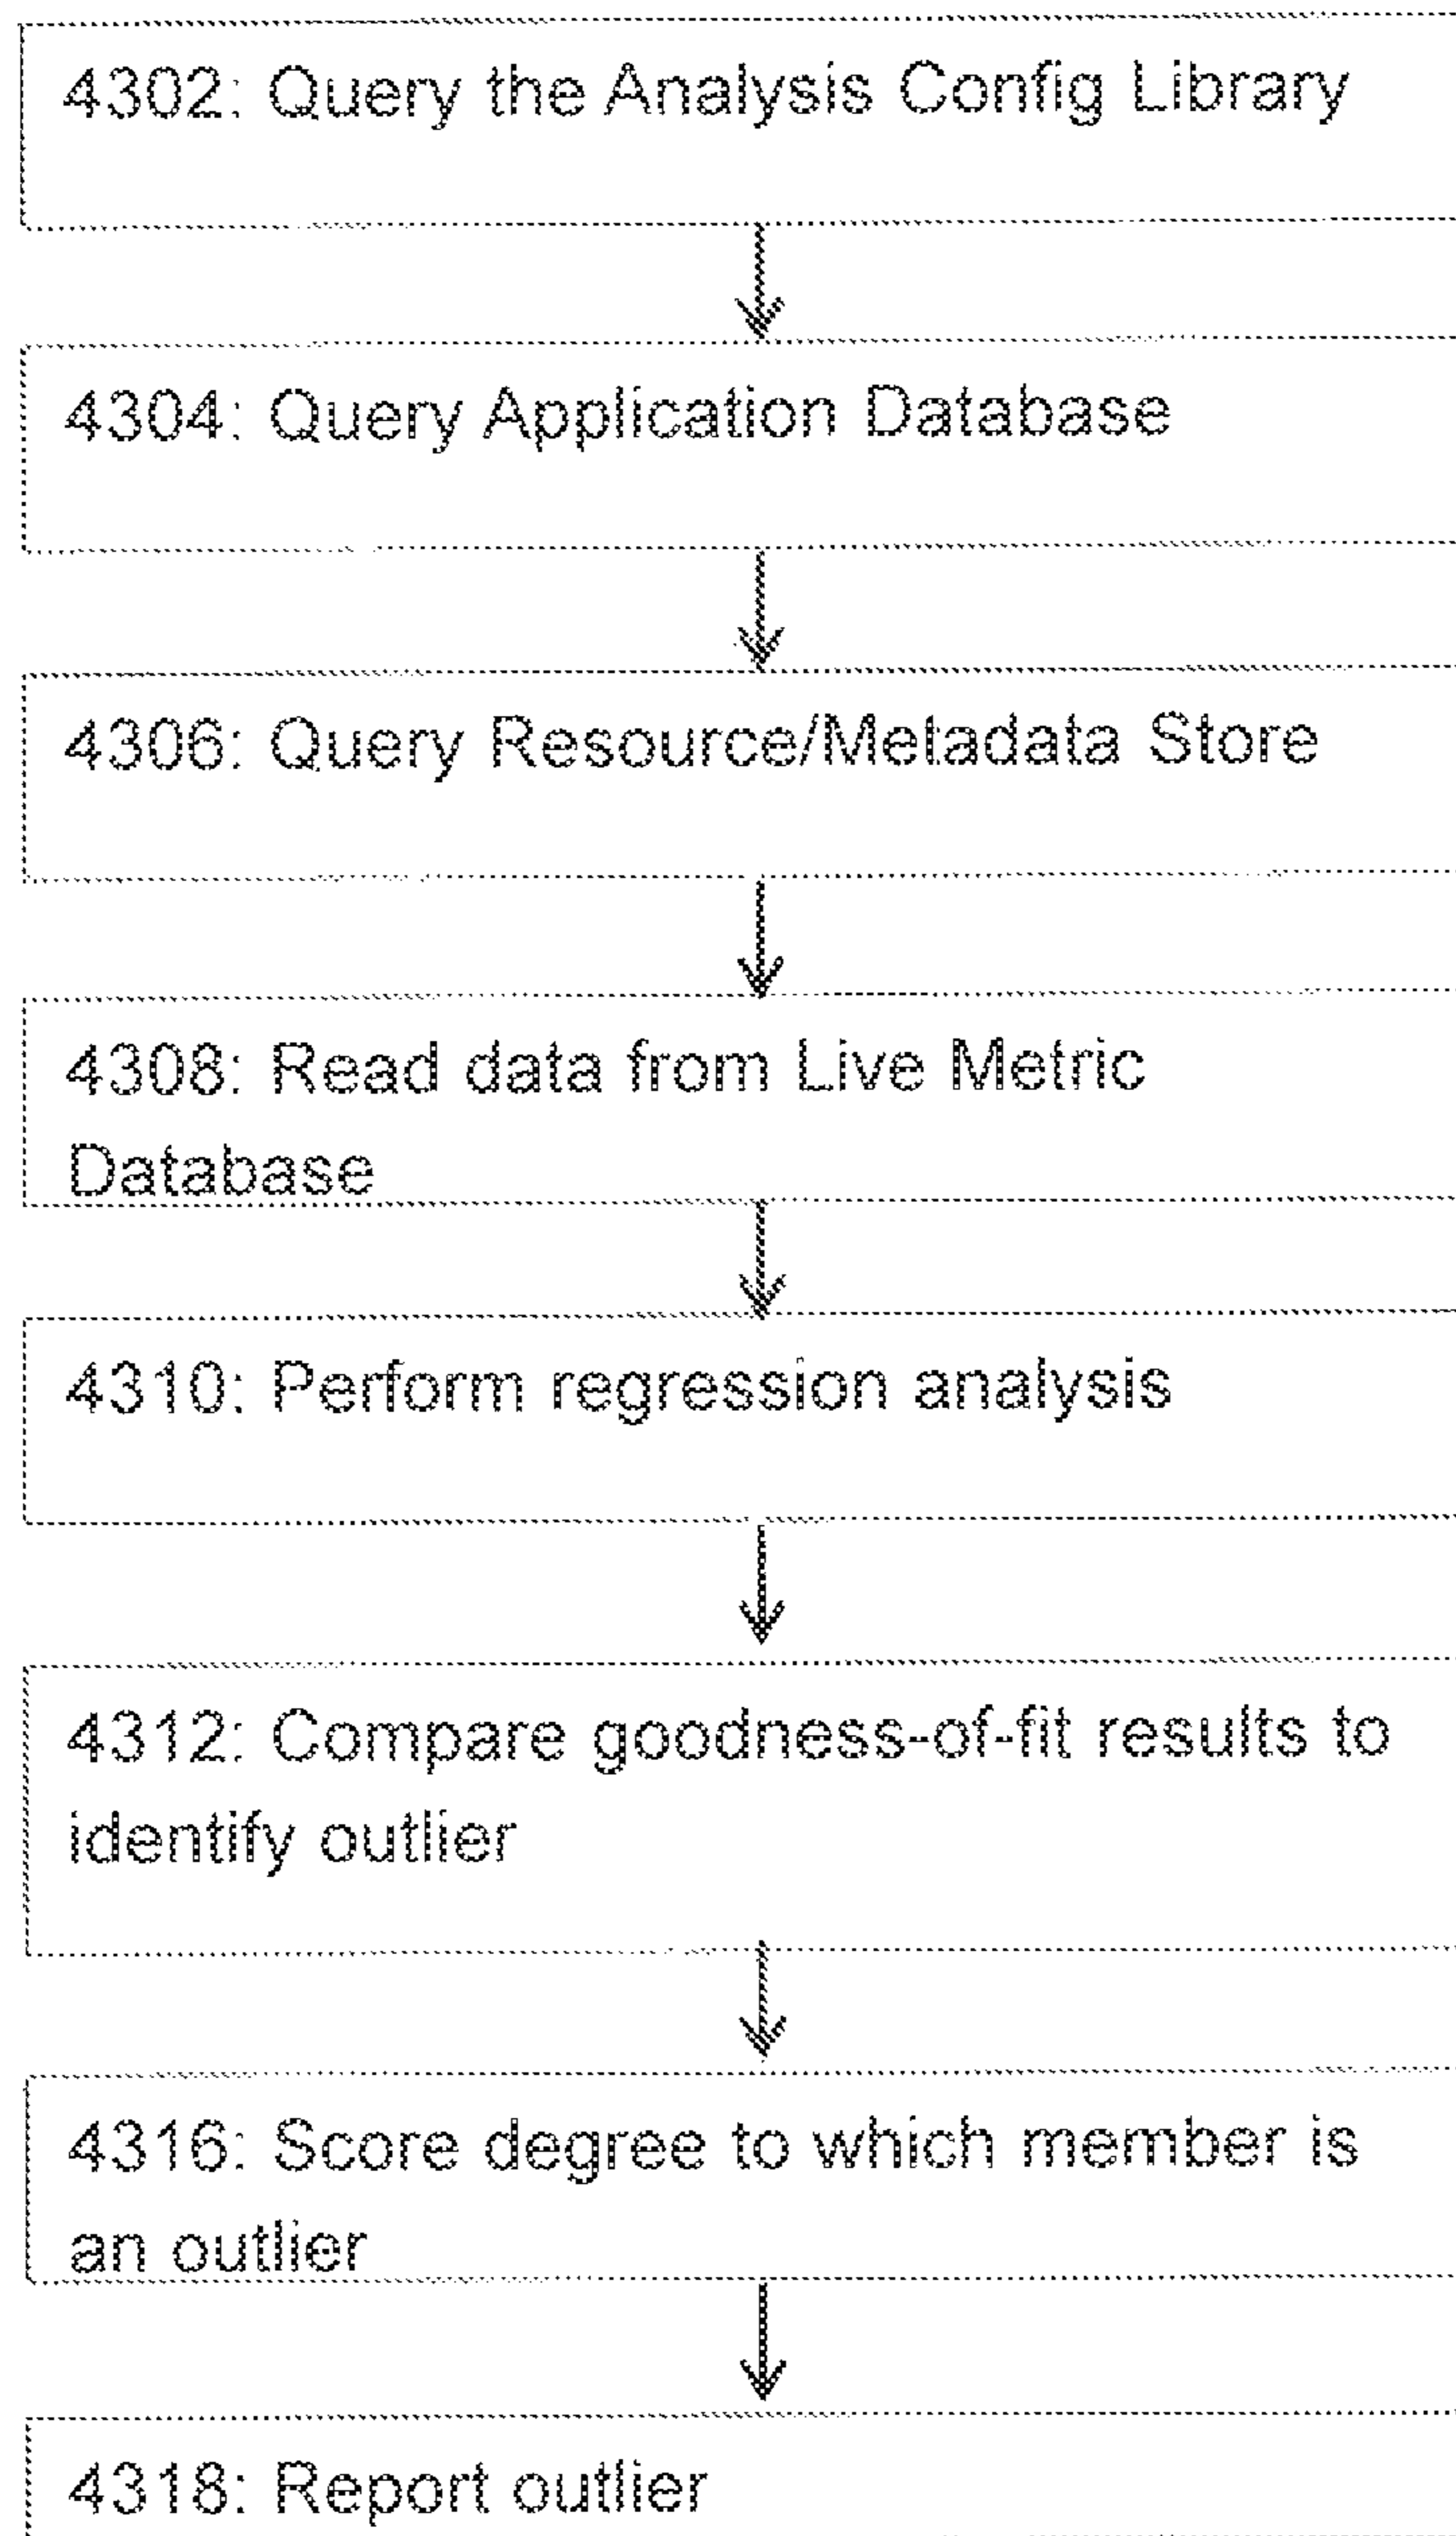 4302: Query the Analysis Config Library
4304: Query Application Database
4306: Query Resource/Metadata Store
4308: Read data from Live Metric
Database
4310: Perform regression analysis
4312: Compare goodness-of-fit results to
identify outlier
4316: Score degree to which member is
an outlier
4318: Report outlier